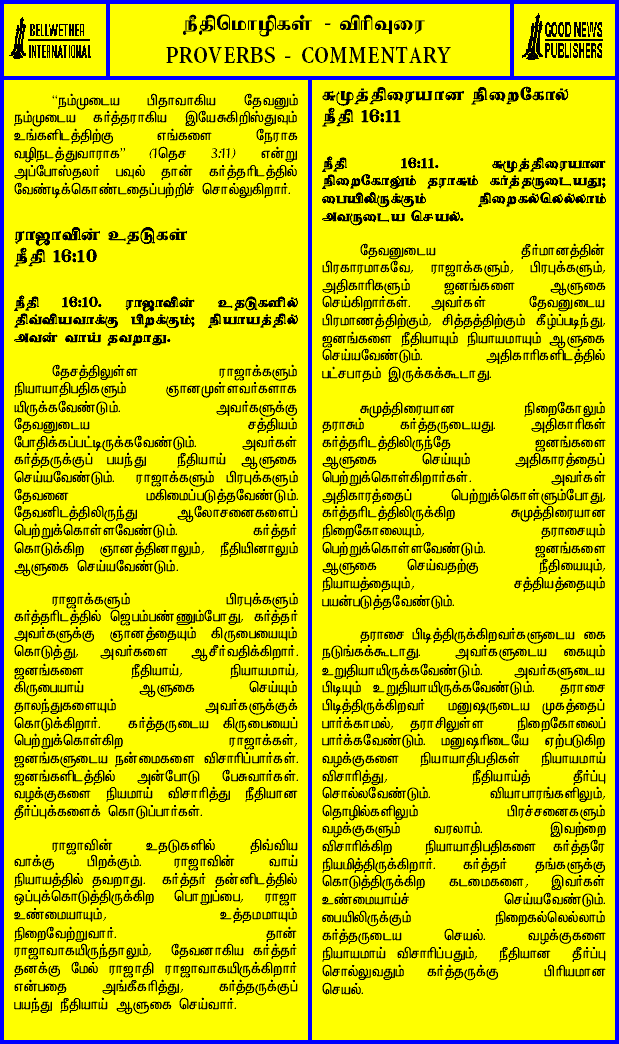 BELLWETHER
INTERNATIONAL
நீதிமொழிகள் - விரிவுரை
PROVERBS - COMMENTARY
GOOD NEWS
PUBLISHERS
“நம்முடைய பிதாவாகிய தேவனும்
நம்முடைய கர்த்தராகிய இயேசுகிறிஸ்துவும்
உங்களிடத்திற்கு எங்களை நேராக
வழிநடத்துவாராக” (1தெச 3:11) என்று
அப்போஸ்தலர் பவுல் தான் கர்த்தரிடத்தில்
வேண்டிக்கொண்டதைப்பற்றிச் சொல்லுகிறார்.
ராஜாவின் உதடுகள்
நீதி 16:10
நீதி 16:10. ராஜாவின் உதடுகளில்
திவ்வியவாக்கு பிறக்கும்; நியாயத்தில்
அவன் வாய் தவறாது.
தேசத்திலுள்ள ராஜாக்களும்
நியாயாதிபதிகளும் ஞானமுள்ளவர்களாக
யிருக்கவேண்டும். அவர்களுக்கு
தேவனுடைய சத்தியம்
போதிக்கப்பட்டிருக்கவேண்டும். அவர்கள்
கர்த்தருக்குப் பயந்து நீதியாய் ஆளுகை
செய்யவேண்டும். ராஜாக்களும் பிரபுக்களும்
தேவனை மகிமைப்படுத்தவேண்டும்.
தேவனிடத்திலிருந்து ஆலோசனைகளைப்
பெற்றுக்கொள்ளவேண்டும். கர்த்தர்
கொடுக்கிற ஞானத்தினாலும், நீதியினாலும்
ஆளுகை செய்யவேண்டும்.
ராஜாக்களும் பிரபுக்களும்
கர்த்தரிடத்தில் ஜெபம்பண்ணும்போது, கர்த்தர்
அவர்களுக்கு ஞானத்தையும் கிருபையையும்
கொடுத்து, அவர்களை ஆசீர்வதிக்கிறார்.
ஜனங்களை நீதியாய், நியாயமாய்,
கிருபையாய் ஆளுகை செய்யும்
தாலந்துகளையும் அவர்களுக்குக்
கொடுக்கிறார். கர்த்தருடைய கிருபையைப்
பெற்றுக்கொள்கிற ராஜாக்கள்,
ஜனங்களுடைய நன்மைகளை விசாரிப்பார்கள்.
ஜனங்களிடத்தில் அன்போடு பேசுவார்கள்.
வழக்குகளை நியமாய் விசாரித்து நீதியான
தீர்ப்புக்களைக் கொடுப்பார்கள்.
ராஜாவின் உதடுகளில் திவ்விய
வாக்கு பிறக்கும். ராஜாவின் வாய்
நியாயத்தில் தவறாது. கர்த்தர் தன்னிடத்தில்
ஒப்புக்கொடுத்திருக்கிற பொறுப்பை, ராஜா
உண்மையாயும், உத்தமமாயும்
நிறைவேற்றுவார். தான்
ராஜாவாகயிருந்தாலும், தேவனாகிய கர்த்தர்
தனக்கு மேல் ராஜாதி ராஜாவாகயிருக்கிறார்
என்பதை அங்கீகரித்து, கர்த்தருக்குப்
பயந்து நீதியாய் ஆளுகை செய்வார்.
சுமுத்திரையான நிறைகோல்
நீதி 16:11
நீதி 16:11. சுமுத்திரையான
நிறைகோலும் தராசும் கர்த்தருடையது;
பையிலிருக்கும் நிறைகல்லெல்லாம்
அவருடைய செயல்.
தேவனுடைய தீர்மானத்தின்
பிரகாரமாகவே, ராஜாக்களும், பிரபுக்களும்,
அதிகாரிகளும் ஜனங்களை ஆளுகை
செய்கிறார்கள். அவர்கள் தேவனுடைய
பிரமாணத்திற்கும், சித்தத்திற்கும் கீழ்ப்படிந்து,
ஜனங்களை நீதியாயும் நியாயமாயும் ஆளுகை
செய்யவேண்டும். அதிகாரிகளிடத்தில்
பட்சபாதம் இருக்கக்கூடாது.
சுமுத்திரையான நிறைகோலும்
தராசும் கர்த்தருடையது. அதிகாரிகள்
கர்த்தரிடத்திலிருந்தே ஜனங்களை
ஆளுகை செய்யும் அதிகாரத்தைப்
பெற்றுக்கொள்கிறார்கள். அவர்கள்
அதிகாரத்தைப் பெற்றுக்கொள்ளும்போது,
கர்த்தரிடத்திலிருக்கிற சுமுத்திரையான
நிறைகோலையும், தராசையும்
பெற்றுக்கொள்ளவேண்டும். ஜனங்களை
ஆளுகை செய்வதற்கு நீதியையும்,
நியாயத்தையும், சத்தியத்தையும்
பயன்படுத்தவேண்டும்.
தராசை பிடித்திருக்கிறவர்களுடைய கை
நடுங்கக்கூடாது. அவர்களுடைய கையும்
உறுதியாயிருக்கவேண்டும். அவர்களுடைய
பிடியும் உறுதியாயிருக்கவேண்டும். தராசை
பிடித்திருக்கிறவர் மனுஷருடைய முகத்தைப்
பார்க்காமல், தராசிலுள்ள நிறைகோலைப்
பார்க்கவேண்டும். மனுஷரிடையே ஏற்படுகிற
வழக்குகளை நியாயாதிபதிகள் நியாயமாய்
விசாரித்து, நீதியாய்த் தீர்ப்பு
சொல்லவேண்டும். வியாபாரங்களிலும்,
தொழில்களிலும் பிரச்சனைகளும்
வழக்குகளும் வரலாம். இவற்றை
விசாரிக்கிற நியாயாதிபதிகளை கர்த்தரே
நியமித்திருக்கிறார். கர்த்தர் தங்களுக்கு
கொடுத்திருக்கிற கடமைகளை, இவர்கள்
உண்மையாய்ச் செய்யவேண்டும்.
பையிலிருக்கும் நிறைகல்லெல்லாம்
கர்த்தருடைய செயல். வழக்குகளை
நியாயமாய் விசாரிப்பதும், நீதியான தீர்ப்பு
சொல்லுவதும் கர்த்தருக்கு பிரியமான
செயல்.